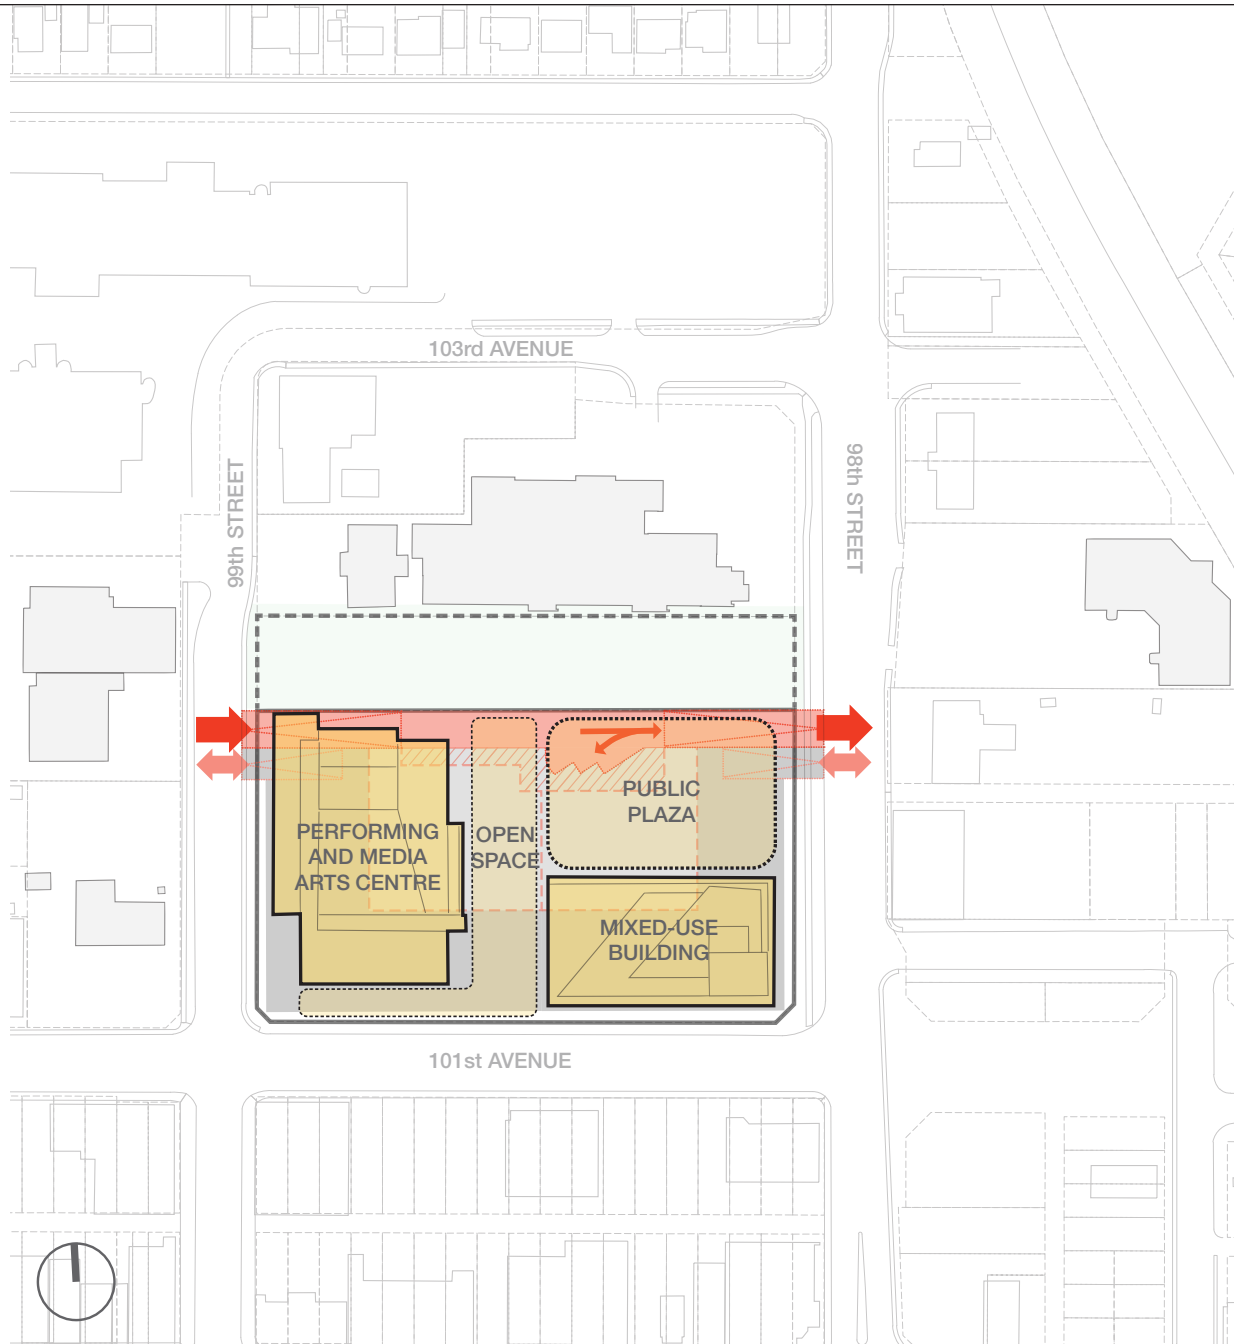 103rd AVENUE
99th STREET
98th STREET
PUBLIC
PLAZA
PERFORMING
AND MEDIA
ARTS CENTRE
OPEN
SPACE
MIXED-USE
BUILDING
101st AVENUE